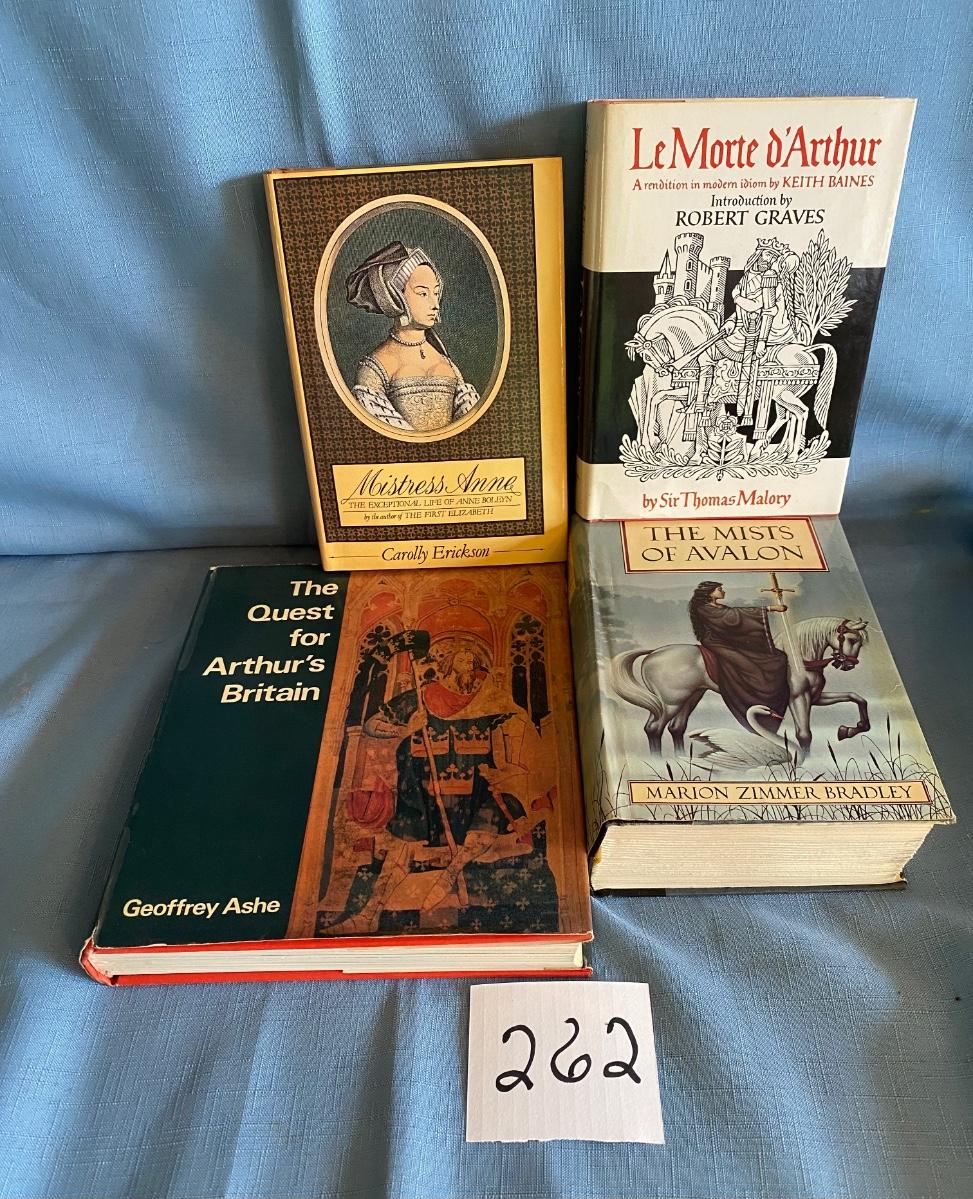 Le Morte d'Arthur
A rendition in modern idiom by KEITH BAINES
Introduction by
ROBERT GRAVES
by Sir Thomas Malory
Mistress Anne
THE EXCEPTIONAL LIFE OF ANNE BOLEYN
by the author of THE FIRST ELIZABETH
Carolly Erickson
THE MISTS
OF AVALON
MARION ZIMMER BRADLEY
The
Quest
for
Arthur's
Britain
Geoffrey Ashe
262